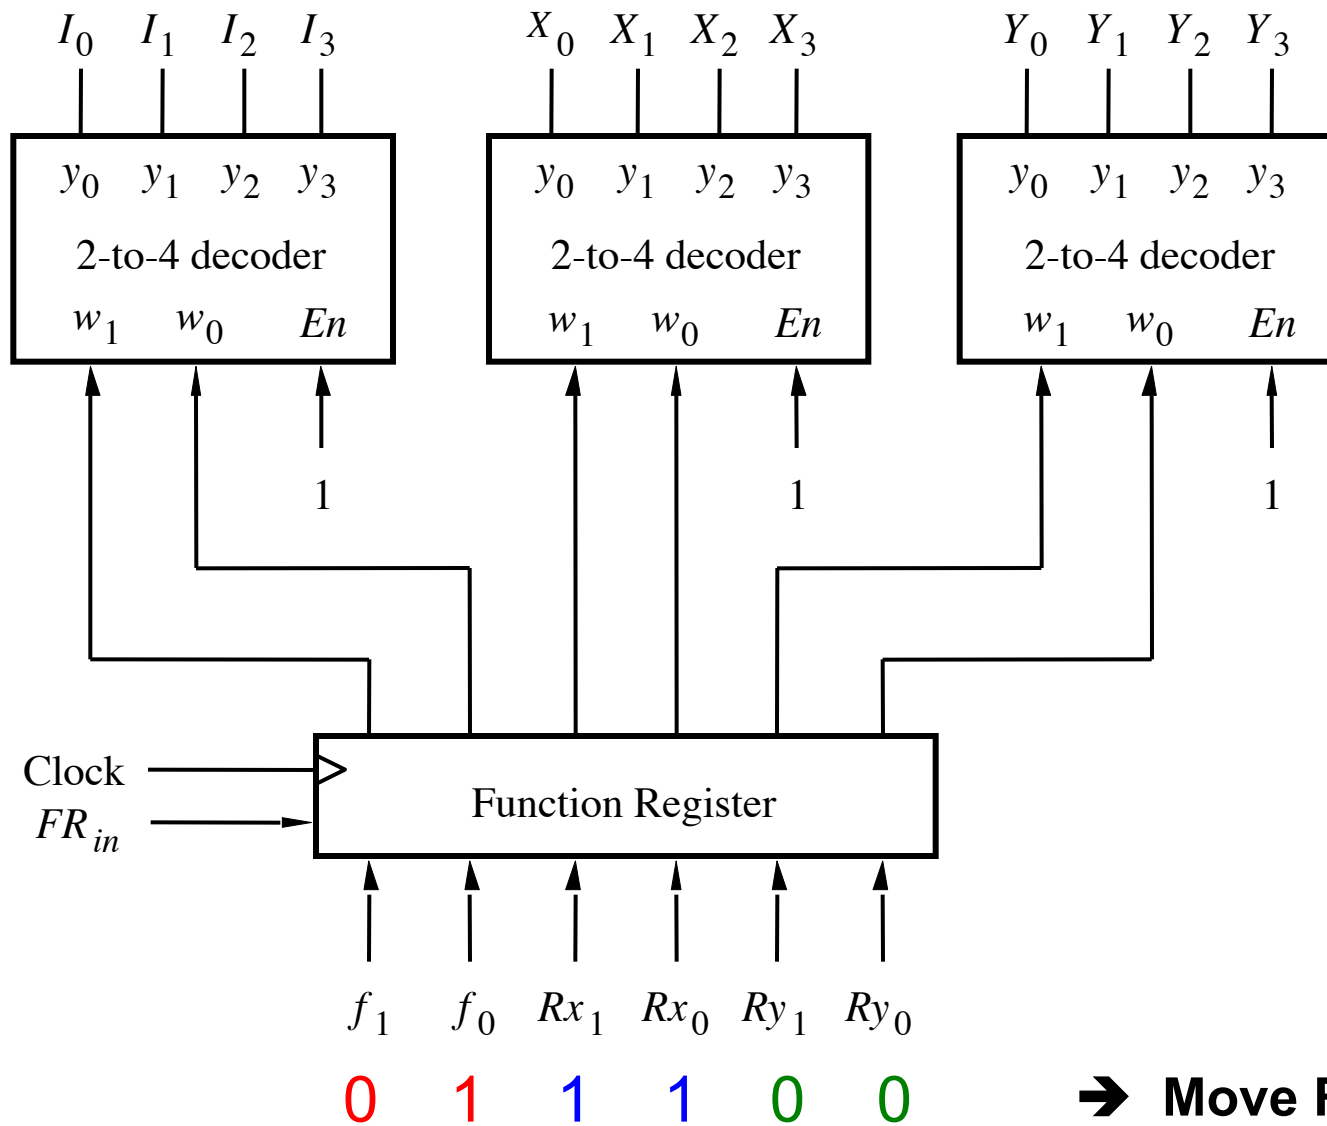 I0 I1 I2 I3 X0 X1 X2 X3 Y0 Y1 Y2 Y3
y0 y1 y2 y3 y0 y1 y2 y3 y0 y1 y2 y3
2-to-4 decoder 2-to-4 decoder 2-to-4 decoder
w1 w0 En w1 w0 En w1 w0 En
1 1 1
Clock
Function Register
FRin
f1 f0 Rx1 Rx0 Ry1 Ry0
0 1 1 1 0 0 ➔ Move